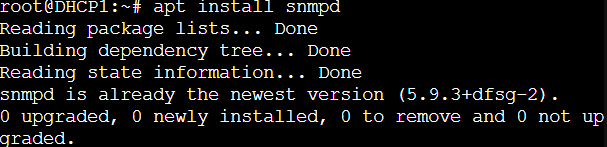 root@DHCP1:~# apt install snmpd
Reading package lists... Done
Building dependency tree... Done
Reading state information... Done
snmpd is already the newest version (5.9.3+dfsg-2).
0 upgraded, 0 newly installed, 0 to remove and 0 not up
graded.